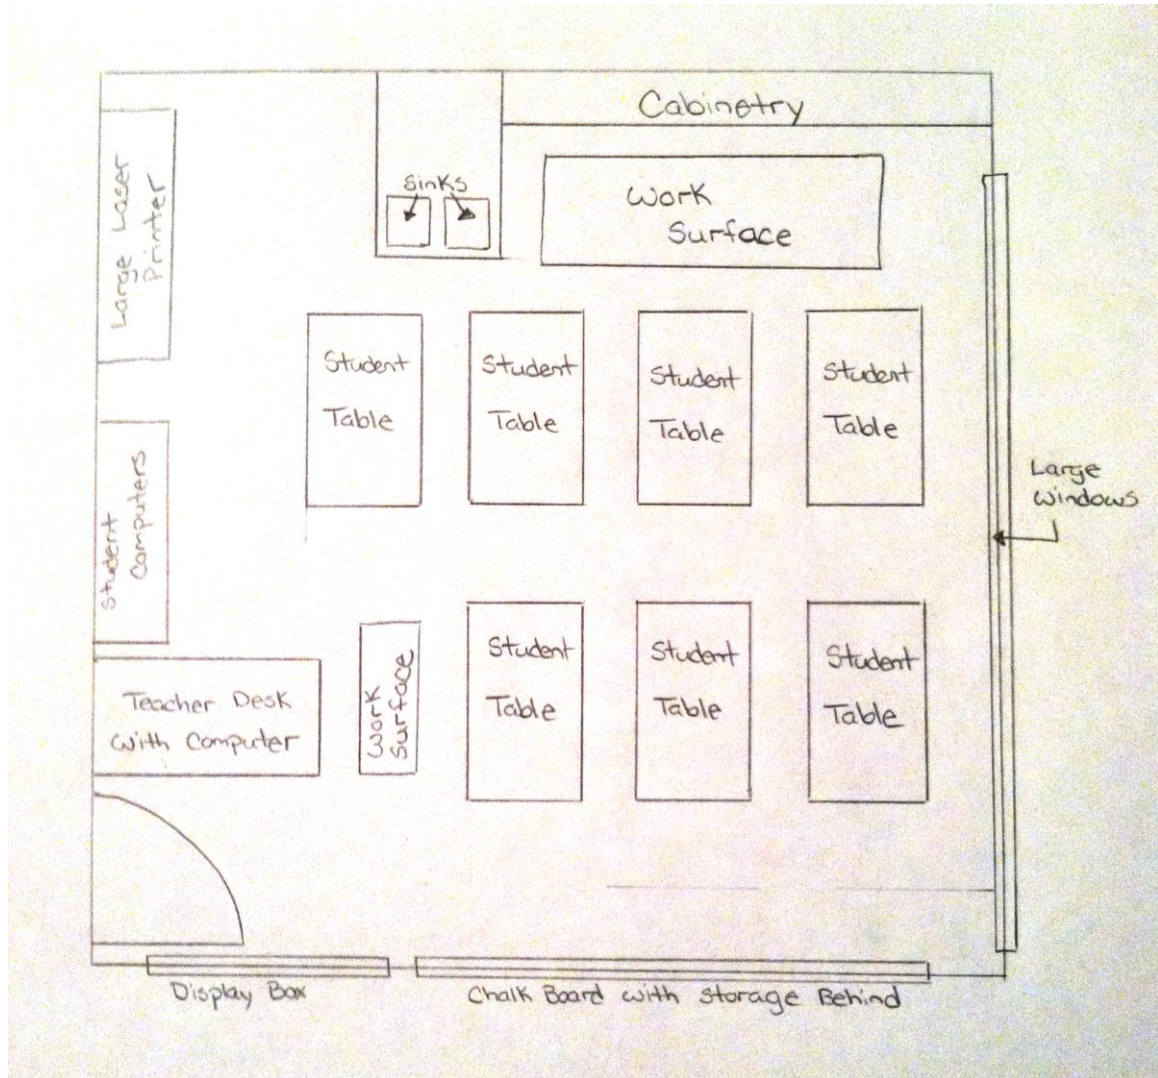 Cabinetry
Sinks
Work
Surface
Large Laser
Printer
Student
Table
Student
Table
Student
Table
Student
Table
Large
Windows
Student
Computers
Teacher Desk
with Computer
Work
Surface
Student
Table
Student
Table
Student
Table
Display Box
Chalk Board with Storage Behind